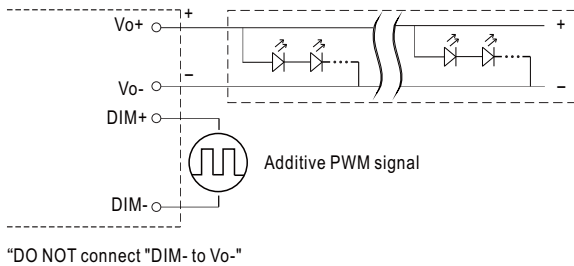 Vo+
+
+
Vo-
–
–
DIM+
Additive PWM signal
DIM-
“DO NOT connect "DIM- to Vo-"